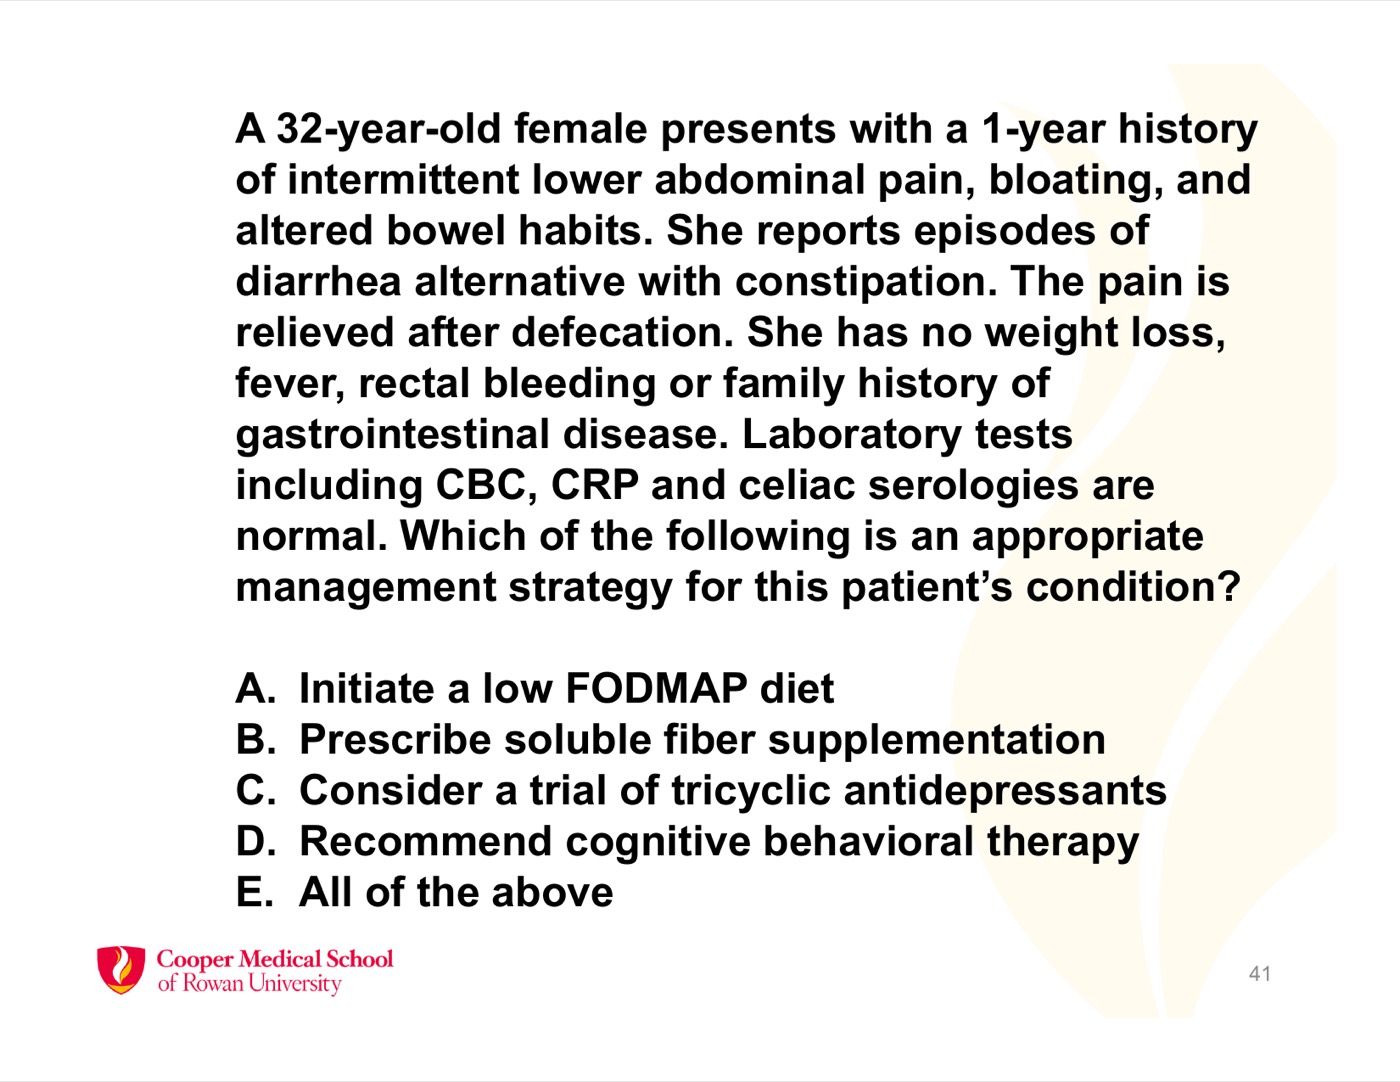 A 32-year-old female presents with a 1-year history
of intermittent lower abdominal pain, bloating, and
altered bowel habits. She reports episodes of
diarrhea alternative with constipation. The pain is
relieved after defecation. She has no weight loss,
fever, rectal bleeding or family history of
gastrointestinal disease. Laboratory tests
including CBC, CRP and celiac serologies are
normal. Which of the following is an appropriate
management strategy for this patient’s condition?
A. Initiate a low FODMAP diet
B. Prescribe soluble fiber supplementation
C. Consider a trial of tricyclic antidepressants
D. Recommend cognitive behavioral therapy
E. All of the above
Cooper Medical School
of Rowan University
41